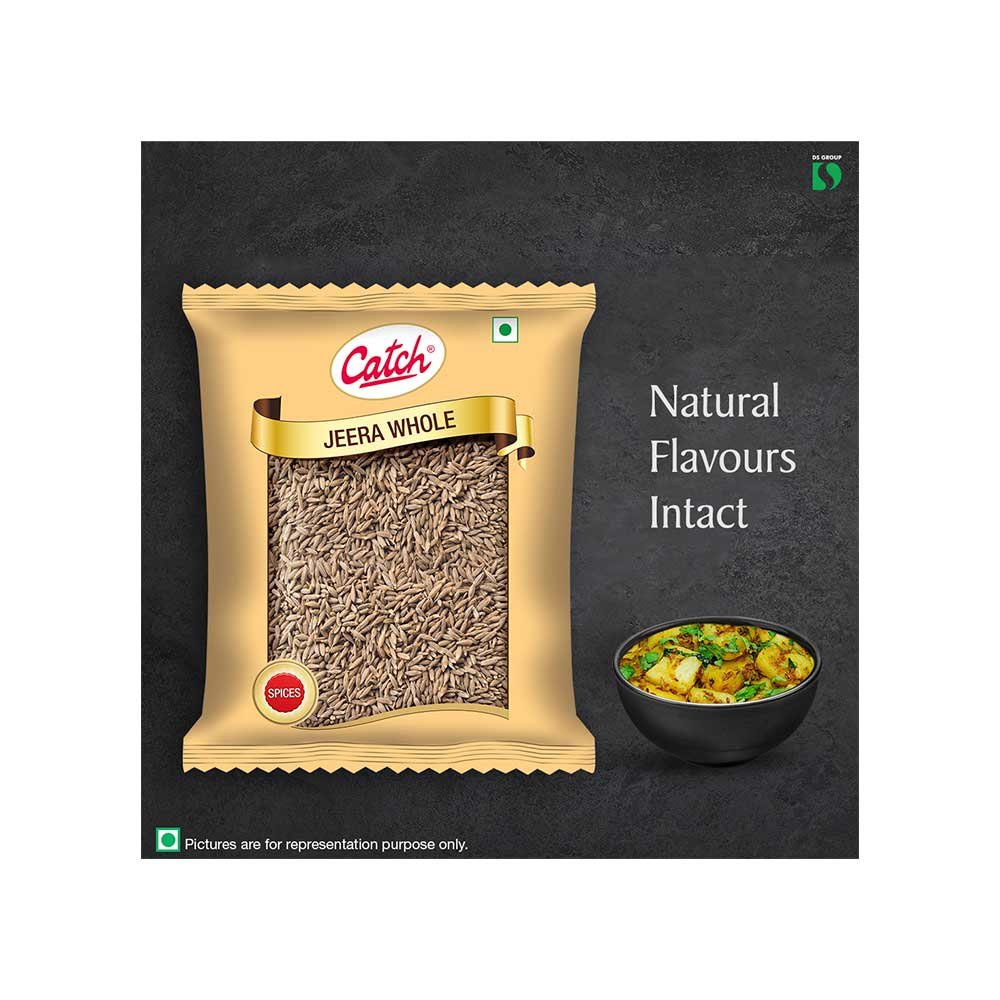 DS GROUP
Catch®
JEERA WHOLE
SPICES
Natural
Flavours
Intact
Pictures are for representation purpose only.